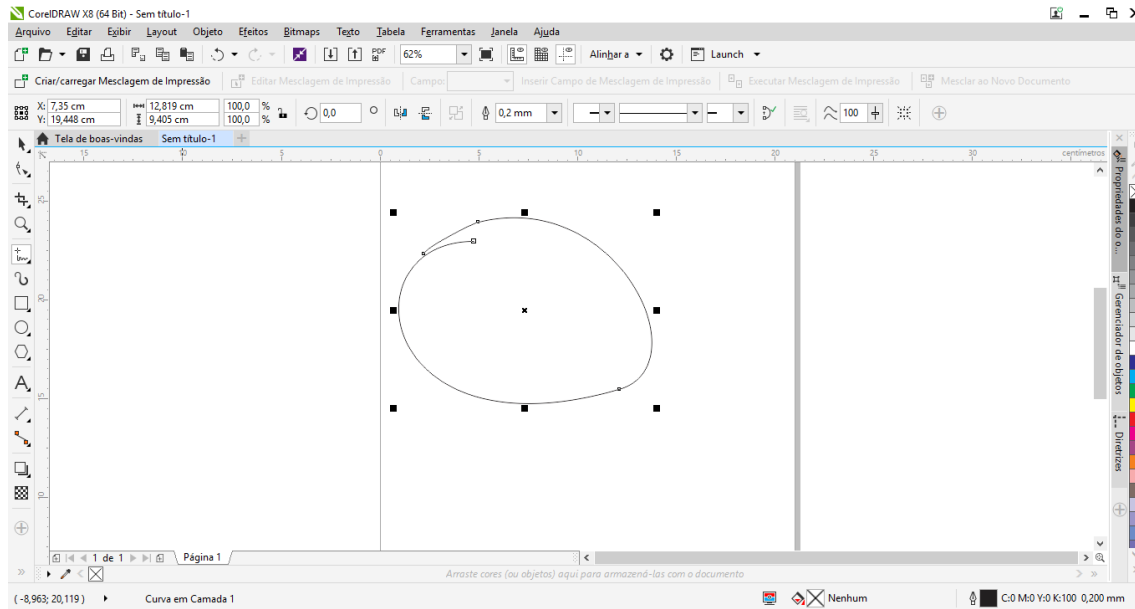 CorelDRAW X8 (64 Bit) - Sem título-1
Arquivo Editar Exibir Layout Objeto Efeitos Bitmaps Texto Tabela Ferramentas Janela Ajuda
PDF 62% Alinhar a Launch
Criar/carregar Mesclagem de Impressão Editar Mesclagem de Impressão Campo: Inserir Campo de Mesclagem de Impressão Executar Mesclagem de Impressão Mesclar ao Novo Documento
X: 7,35 cm 12,819 cm 100,0 % 0,0 ° 0,2 mm 100
Y: 19,448 cm 9,405 cm 100,0 %
Tela de boas-vindas Sem título-1
15 10 5 0 5 10 15 20 25 30 centímetros
25
20
15
10
Propriedades do o...
Gerenciador de objetos
Diretrizes
1 de 1 Página 1
Arraste cores (ou objetos) aqui para armazená-las com o documento
( -8,963; 20,119 ) Curva em Camada 1 Nenhum C:0 M:0 Y:0 K:100 0,200 mm